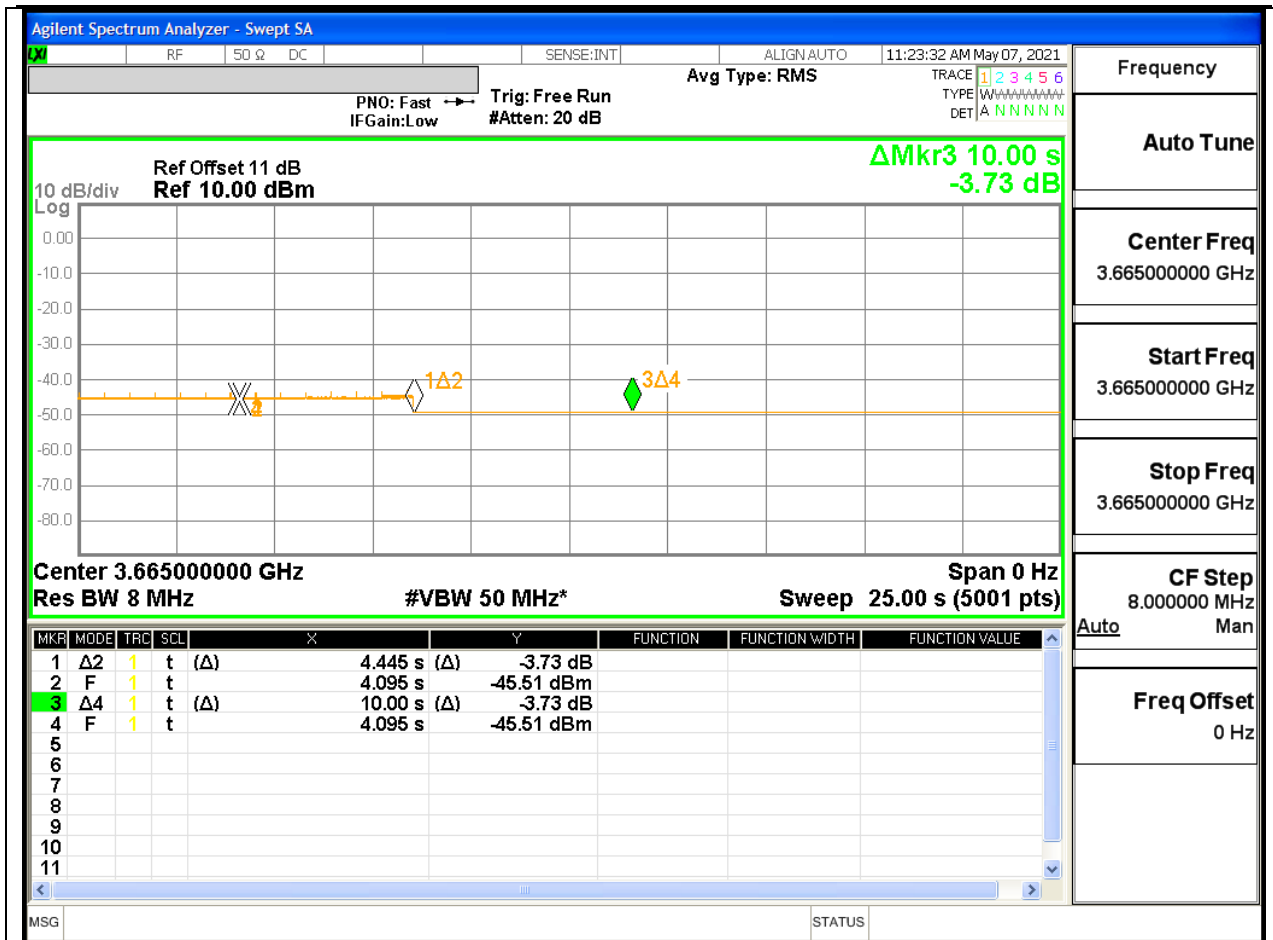 Agilent Spectrum Analyzer - Swept SA
LXI RF 50 Ω DC SENSE:INT ALIGN AUTO 11:23:32 AM May 07, 2021
Avg Type: RMS
TRACE 1 2 3 4 5 6
TYPE
DET A N N N N N
PNO: Fast
IFGain:Low
Trig: Free Run
#Atten: 20 dB
ΔMkr3 10.00 s
-3.73 dB
Ref Offset 11 dB
10 dB/div Ref 10.00 dBm
Log
0.00
-10.0
-20.0
-30.0
-40.0
-50.0
-60.0
-70.0
-80.0
1Δ2
3Δ4
Center 3.665000000 GHz Span 0 Hz
Res BW 8 MHz #VBW 50 MHz* Sweep 25.00 s (5001 pts)
MKR MODE TRC SCL X Y FUNCTION FUNCTION WIDTH FUNCTION VALUE
1 Δ2 1 t (Δ) 4.445 s (Δ) -3.73 dB
2 F 1 t 4.095 s -45.51 dBm
3 Δ4 1 t (Δ) 10.00 s (Δ) -3.73 dB
4 F 1 t 4.095 s -45.51 dBm
5
6
7
8
9
10
11
MSG STATUS
Frequency
Auto Tune
Center Freq
3.665000000 GHz
Start Freq
3.665000000 GHz
Stop Freq
3.665000000 GHz
CF Step
8.000000 MHz
Auto Man
Freq Offset
0 Hz